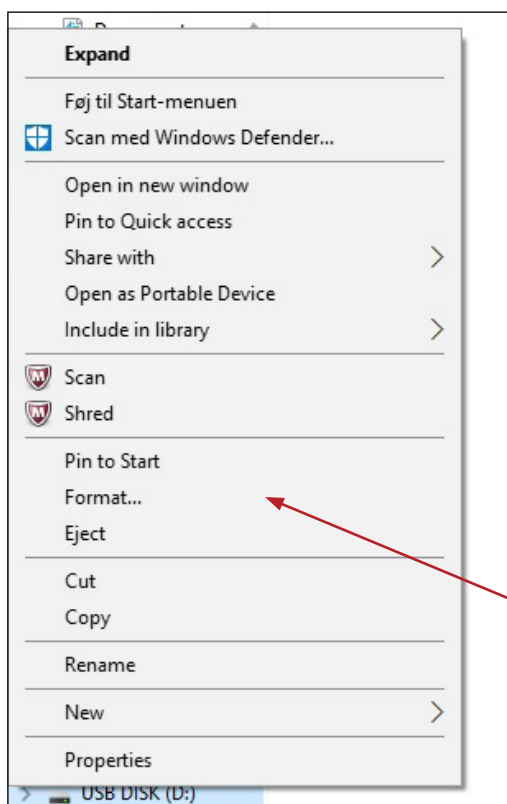 Expand
Føj til Start-menuen
Scan med Windows Defender...
Open in new window
Pin to Quick access
Share with
Open as Portable Device
Include in library
Scan
Shred
Pin to Start
Format...
Eject
Cut
Copy
Rename
New
Properties
USB DISK (D:)